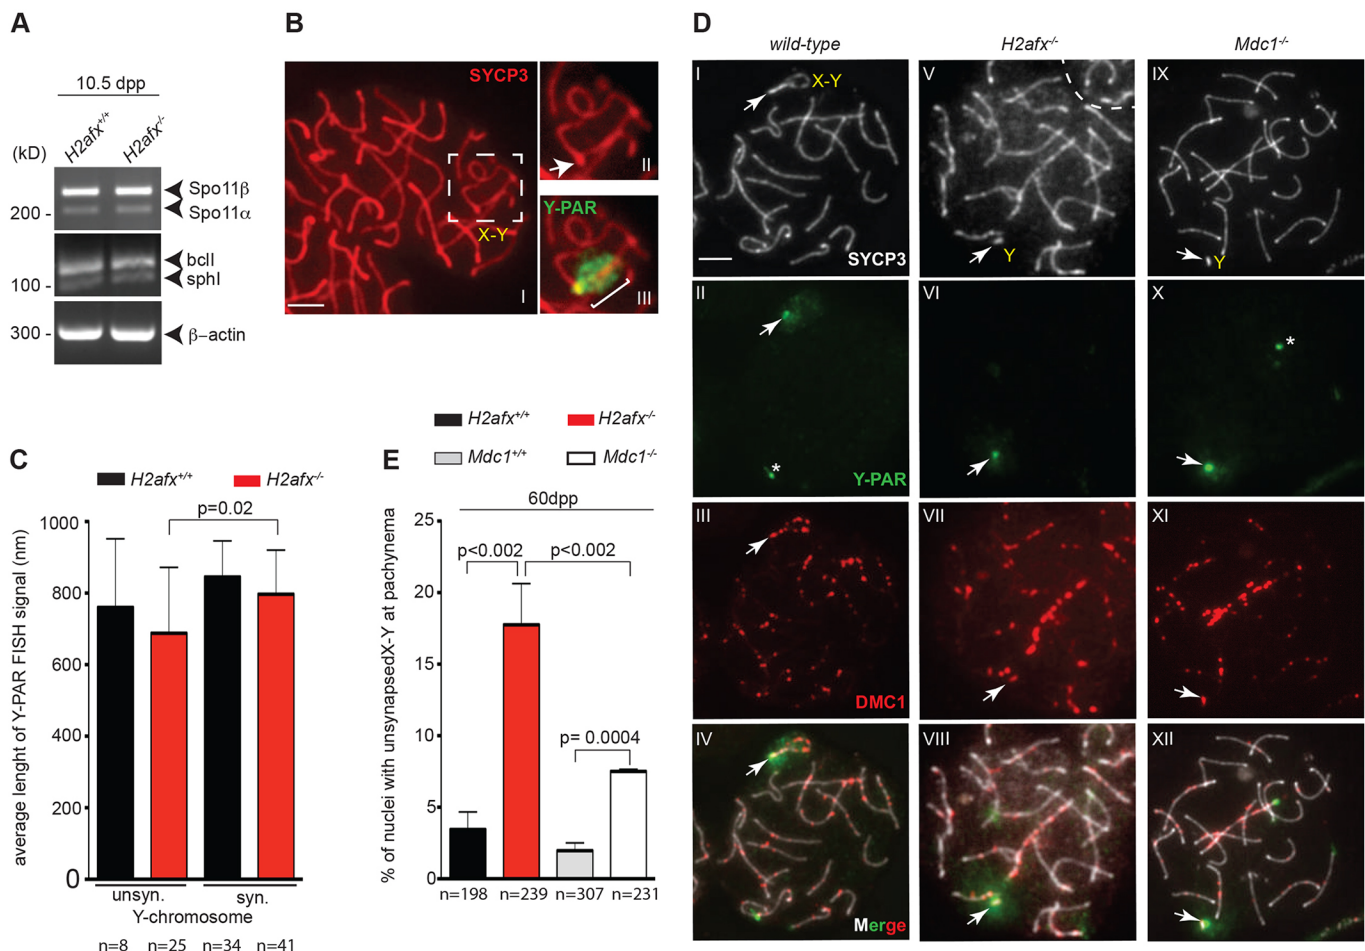 A
10.5 dpp
(kD)
H2afx+/+
H2afx-/-
Spo11β
200 -
Spo11α
bcII
sphI
100 -
300 -
β-actin
B
SYCP3
X-Y
I
II
Y-PAR
III
C
H2afx+/+
H2afx-/-
p=0.02
average lenght of Y-PAR FISH signal (nm)
1000
800
600
400
200
0
unsyn.
syn.
Y-chromosome
n=8
n=25
n=34
n=41
H2afx+/+
H2afx-/-
E
Mdc1+/+
Mdc1-/-
60dpp
% of nuclei with unsynapsedX-Y at pachynema
25
20
15
10
5
0
p<0.002
p<0.002
p= 0.0004
n=198
n=239
n=307
n=231
D
wild-type
H2afx-/-
Mdc1-/-
I
X-Y
SYCP3
V
Y
IX
Y
II
*
Y-PAR
VI
X
*
III
DMC1
VII
XI
IV
Merge
VIII
XII